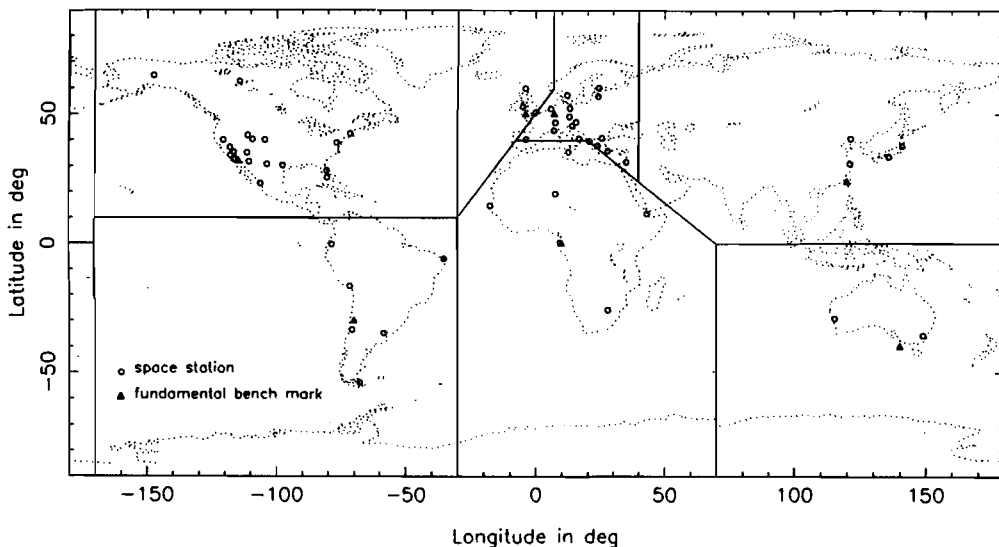 50
0
−50
Latitude in deg
space station
fundamental bench mark
−150
−100
−50
0
50
100
150
Longitude in deg